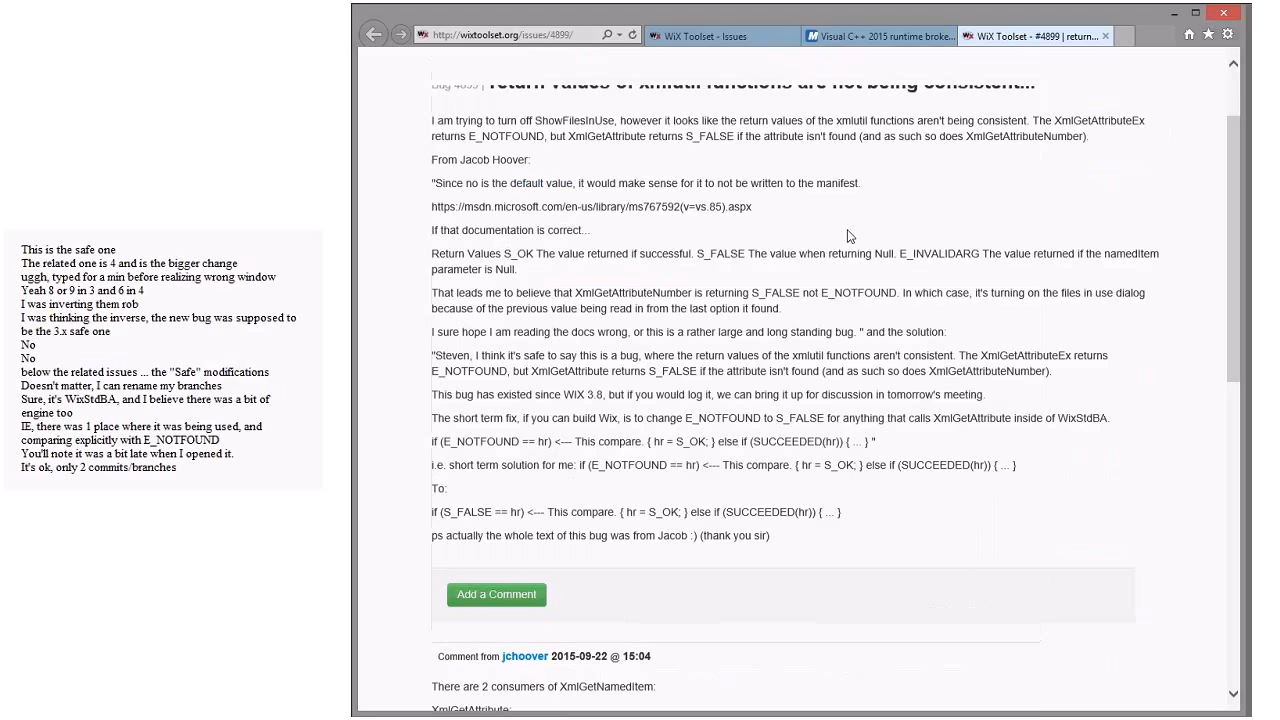 This is the safe one
The related one is 4 and is the bigger change
uggh, typed for a min before realizing wrong window
Yeah 8 or 9 in 3 and 6 in 4
I was inverting them rob
I was thinking the inverse, the new bug was supposed to
be the 3.x safe one
No
No
below the related issues ... the "Safe" modifications
Doesn't matter, I can rename my branches
Sure, it's WixStdBA, and I believe there was a bit of
engine too
IE, there was 1 place where it was being used, and
comparing explicitly with E_NOTFOUND
You'll note it was a bit late when I opened it.
It's ok, only 2 commits/branches
http://wixtoolset.org/issues/4899/
WiX Toolset - Issues
Visual C++ 2015 runtime broke...
WiX Toolset - #4899 | return...
Bug 4899 | return values of xmlutil functions are not being consistent...
I am trying to turn off ShowFilesInUse, however it looks like the return values of the xmlutil functions aren't being consistent. The XmlGetAttributeEx
returns E_NOTFOUND, but XmlGetAttribute returns S_FALSE if the attribute isn't found (and as such so does XmlGetAttributeNumber).
From Jacob Hoover:
"Since no is the default value, it would make sense for it to not be written to the manifest.
https://msdn.microsoft.com/en-us/library/ms767592(v=vs.85).aspx
If that documentation is correct...
Return Values S_OK The value returned if successful. S_FALSE The value when returning Null. E_INVALIDARG The value returned if the namedItem
parameter is Null.
That leads me to believe that XmlGetAttributeNumber is returning S_FALSE not E_NOTFOUND. In which case, it's turning on the files in use dialog
because of the previous value being read in from the last option it found.
I sure hope I am reading the docs wrong, or this is a rather large and long standing bug. " and the solution:
"Steven, I think it's safe to say this is a bug, where the return values of the xmlutil functions aren't consistent. The XmlGetAttributeEx returns
E_NOTFOUND, but XmlGetAttribute returns S_FALSE if the attribute isn't found (and as such so does XmlGetAttributeNumber).
This bug has existed since WIX 3.8, but if you would log it, we can bring it up for discussion in tomorrow's meeting.
The short term fix, if you can build Wix, is to change E_NOTFOUND to S_FALSE for anything that calls XmlGetAttribute inside of WixStdBA.
if (E_NOTFOUND == hr) <--- This compare. { hr = S_OK; } else if (SUCCEEDED(hr)) { ... } "
i.e. short term solution for me: if (E_NOTFOUND == hr) <--- This compare. { hr = S_OK; } else if (SUCCEEDED(hr)) { ... }
To:
if (S_FALSE == hr) <--- This compare. { hr = S_OK; } else if (SUCCEEDED(hr)) { ... }
ps actually the whole text of this bug was from Jacob :) (thank you sir)
Add a Comment
Comment from jchoover 2015-09-22 @ 15:04
There are 2 consumers of XmlGetNamedItem:
XmlGetAttribute: